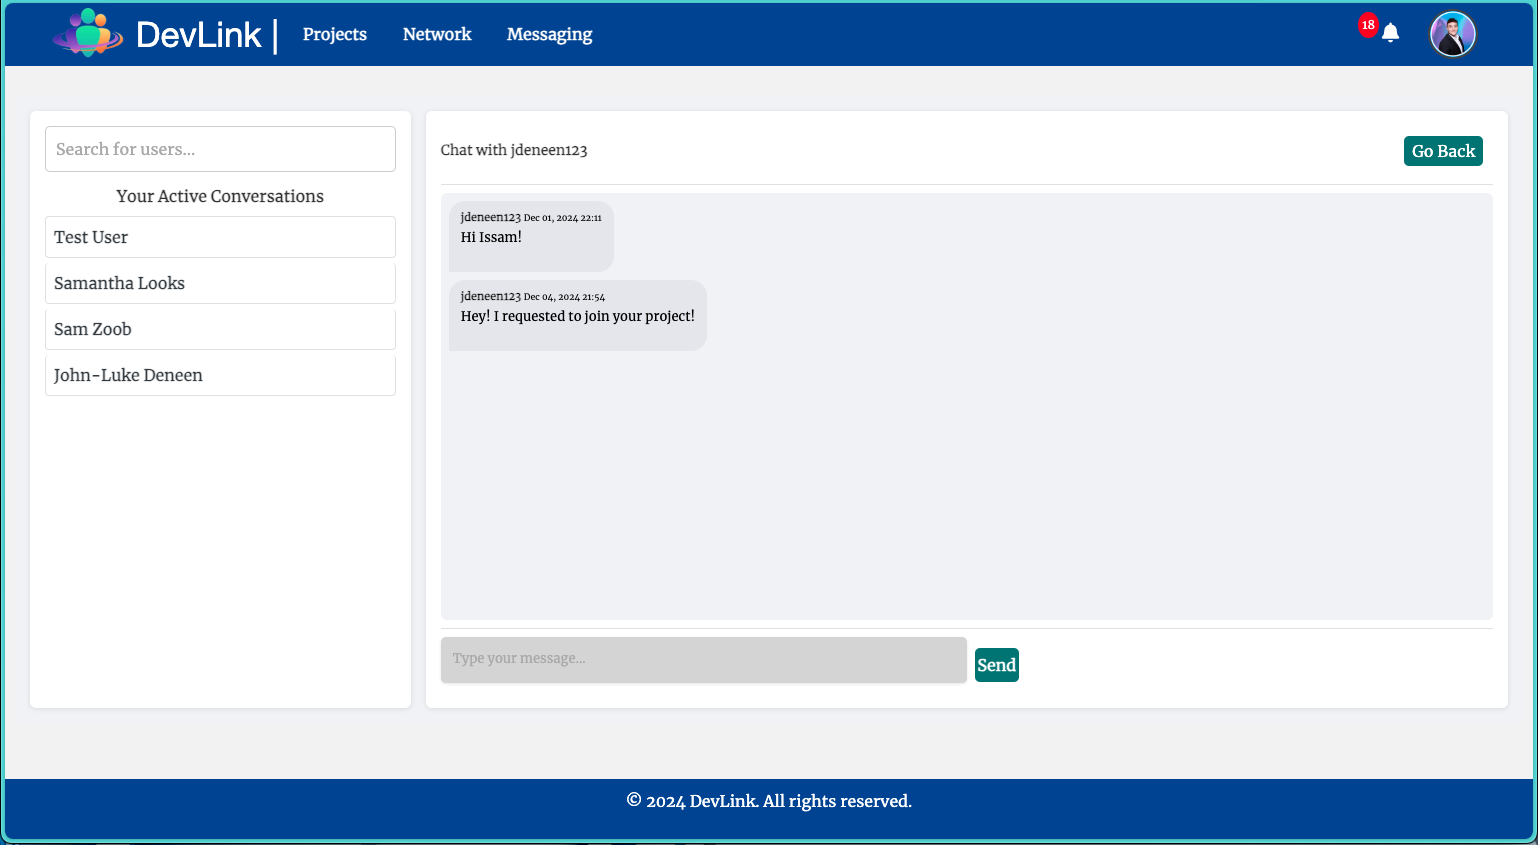 DevLink |
Projects
Network
Messaging
18
Search for users...
Your Active Conversations
Test User
Samantha Looks
Sam Zoob
John-Luke Deneen
Chat with jdeneen123
Go Back
jdeneen123 Dec 01, 2024 22:11
Hi Issam!
jdeneen123 Dec 04, 2024 21:54
Hey! I requested to join your project!
Type your message...
Send
© 2024 DevLink. All rights reserved.